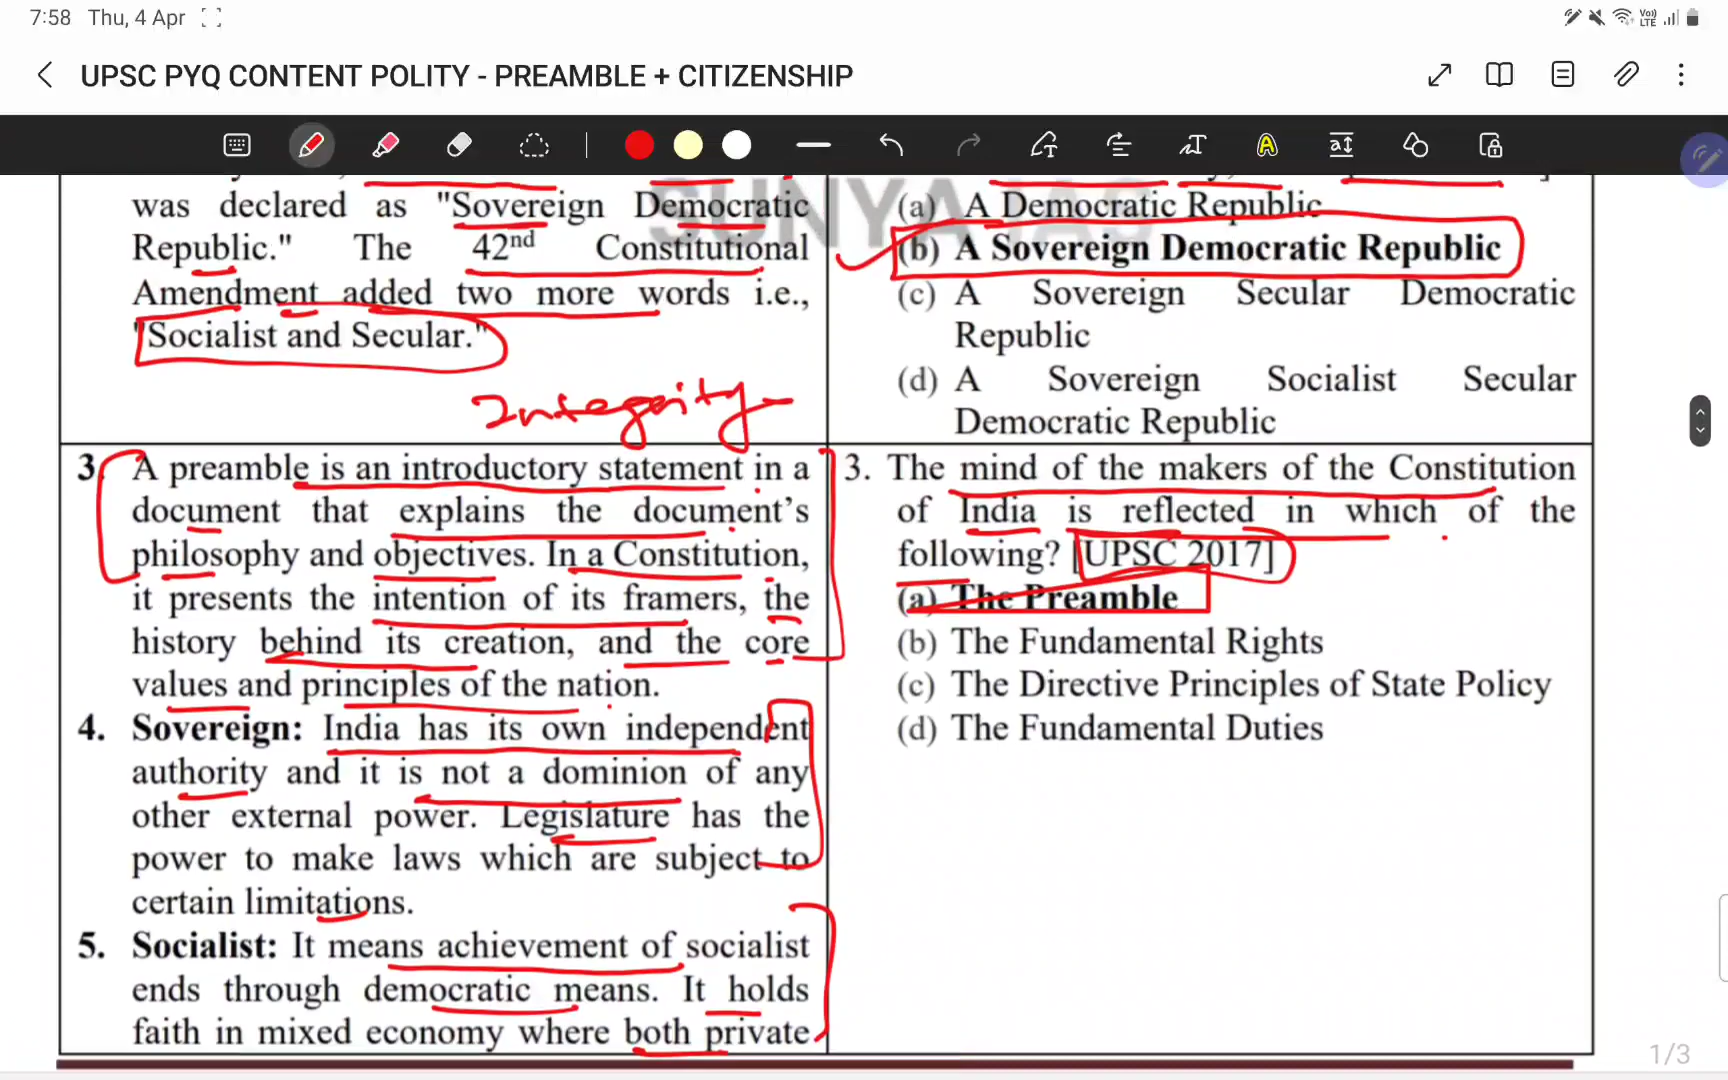 7:58 Thu, 4 Apr
UPSC PYQ CONTENT POLITY - PREAMBLE + CITIZENSHIP
SUNYA IAS
was declared as "Sovereign Democratic
Republic." The 42nd Constitutional
Amendment added two more words i.e.,
"Socialist and Secular."
Integrity
3. A preamble is an introductory statement in a
document that explains the document's
philosophy and objectives. In a Constitution,
it presents the intention of its framers, the
history behind its creation, and the core
values and principles of the nation.
4. Sovereign: India has its own independent
authority and it is not a dominion of any
other external power. Legislature has the
power to make laws which are subject to
certain limitations.
5. Socialist: It means achievement of socialist
ends through democratic means. It holds
faith in mixed economy where both private
(a) A Democratic Republic
(b) A Sovereign Democratic Republic
(c) A Sovereign Secular Democratic
Republic
(d) A Sovereign Socialist Secular
Democratic Republic
3. The mind of the makers of the Constitution
of India is reflected in which of the
following? [UPSC 2017]
(a) The Preamble
(b) The Fundamental Rights
(c) The Directive Principles of State Policy
(d) The Fundamental Duties
1/3